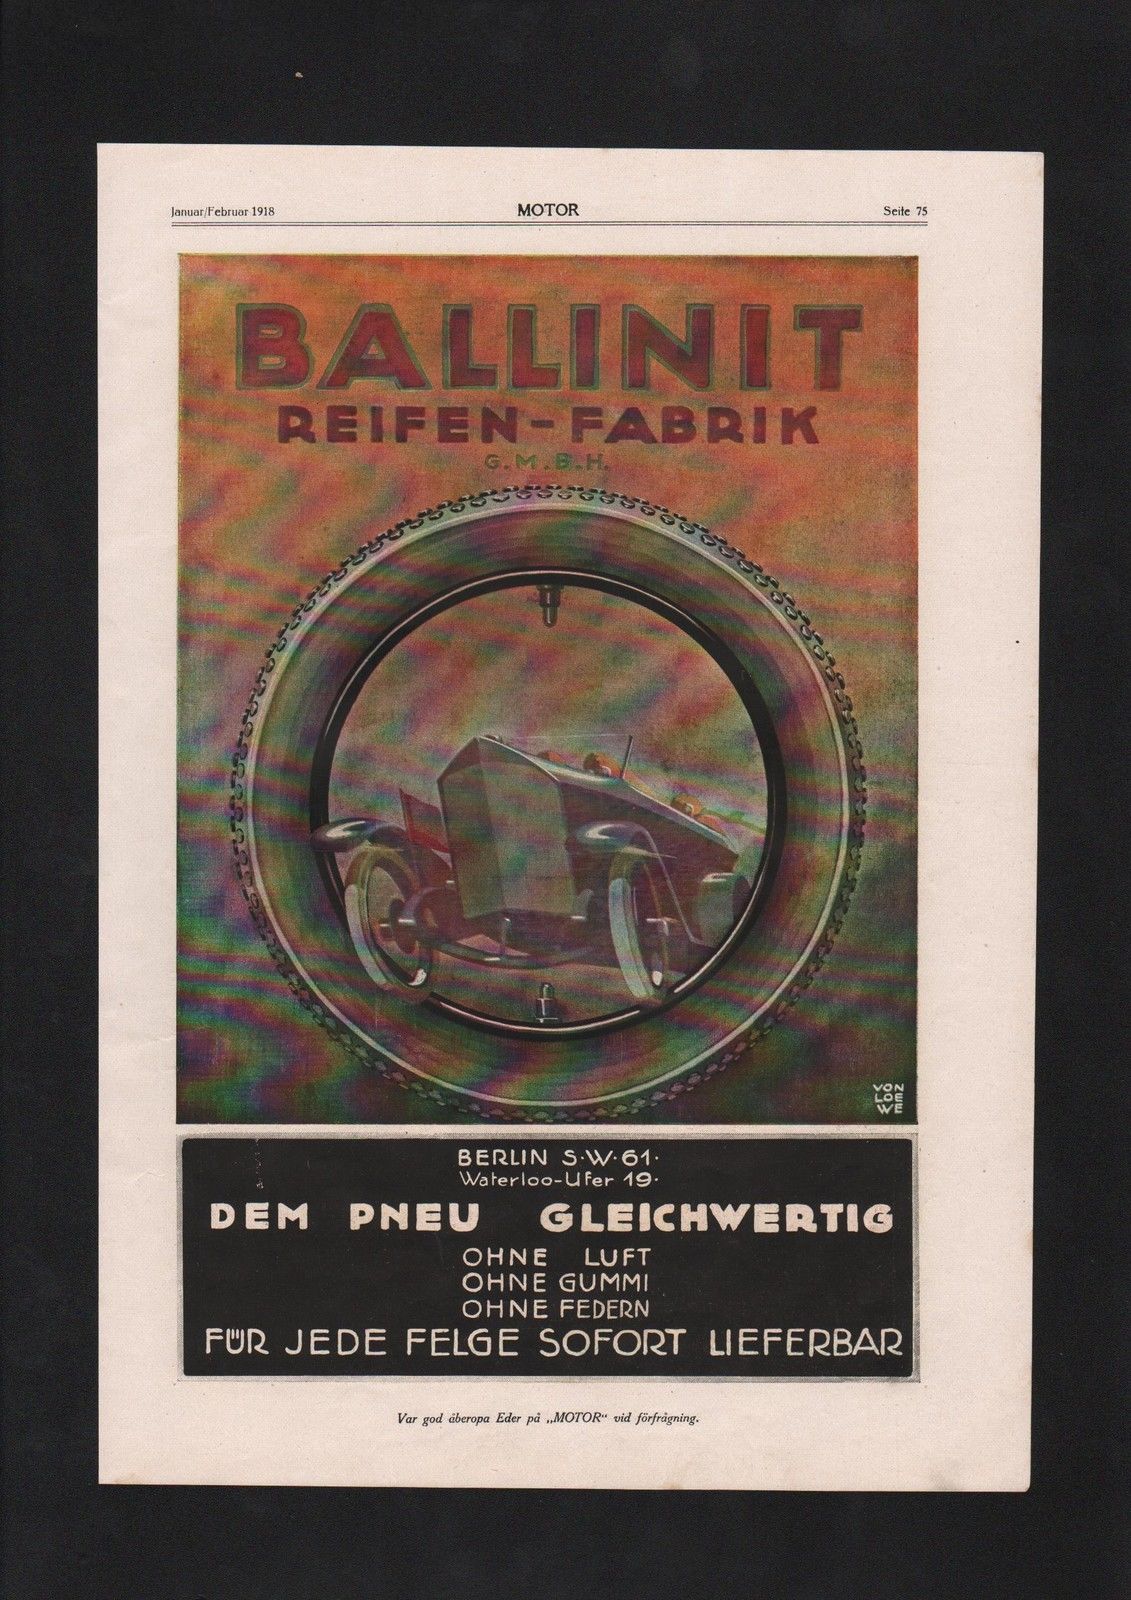 Januar/Februar 1918
MOTOR
Seite 75
BALLINIT
REIFEN-FABRIK
G.M.B.H.
VON
LOE
WE
BERLIN S·W·61·
Waterloo-Ufer 19·
DEM PNEU GLEICHWERTIG
OHNE LUFT
OHNE GUMMI
OHNE FEDERN
FÜR JEDE FELGE SOFORT LIEFERBAR
Var god åberopa Eder på „MOTOR“ vid förfrågning.